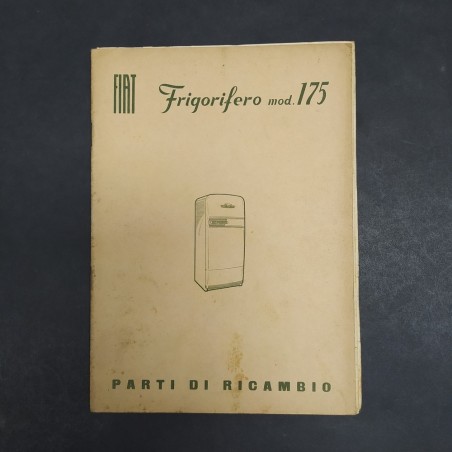 FIAT Frigorifero mod. 175
PARTI DI RICAMBIO